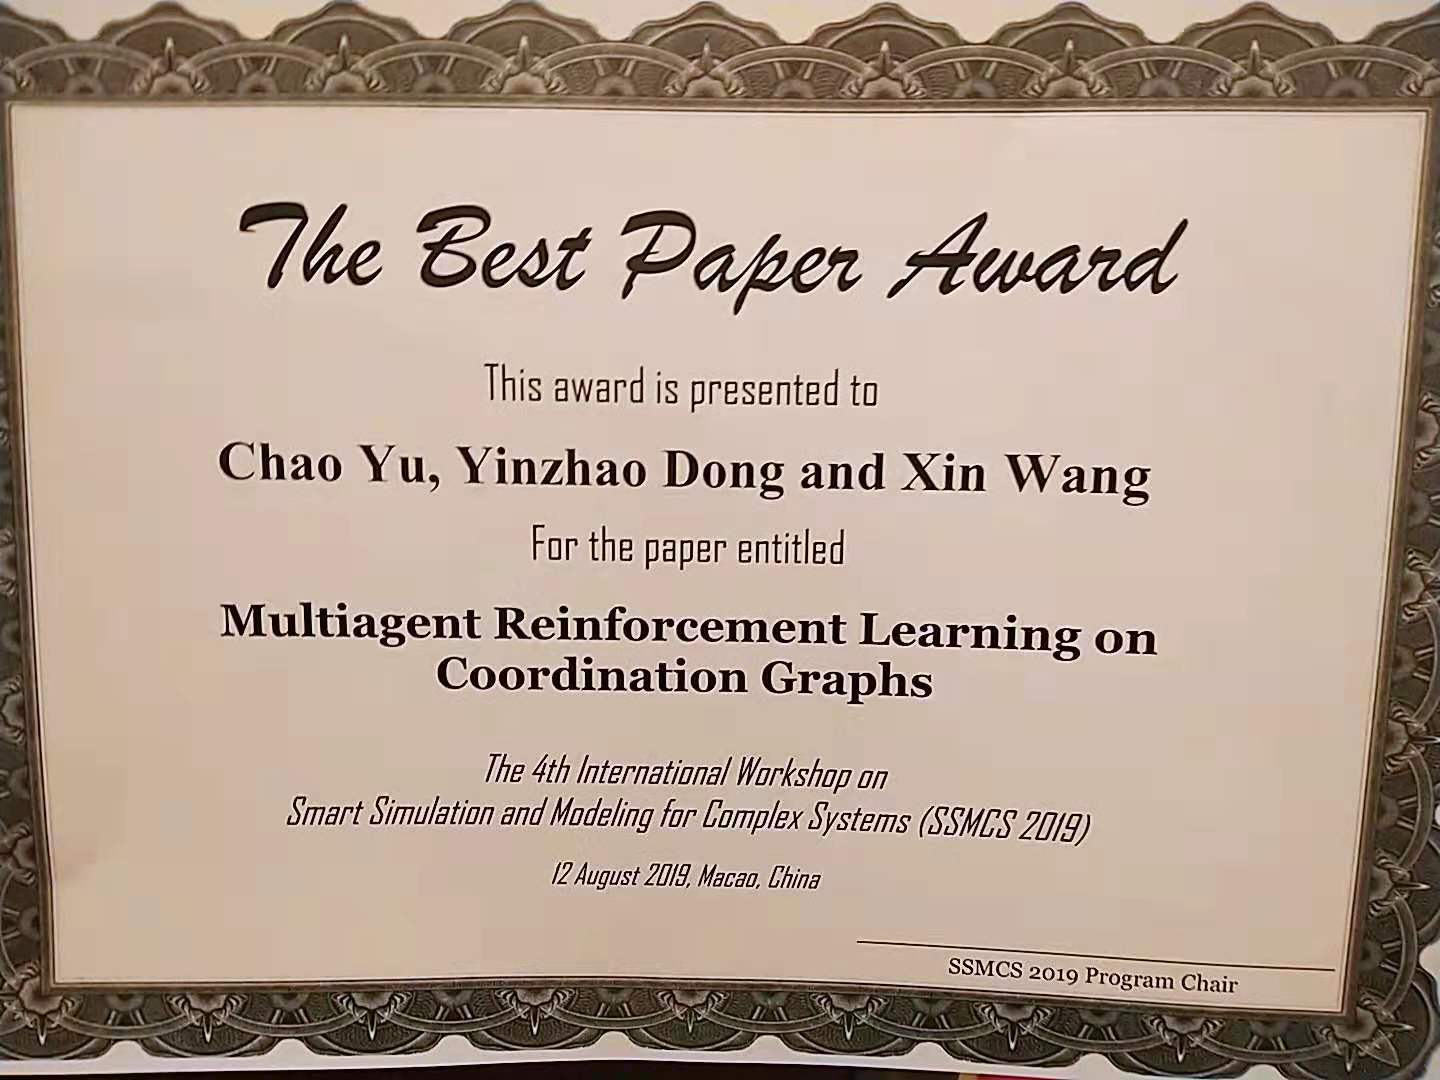 The Best Paper Award
This award is presented to
Chao Yu, Yinzhao Dong and Xin Wang
For the paper entitled
Multiagent Reinforcement Learning on
Coordination Graphs
The 4th International Workshop on
Smart Simulation and Modeling for Complex Systems (SSMCS 2019)
12 August 2019, Macao, China
SSMCS 2019 Program Chair